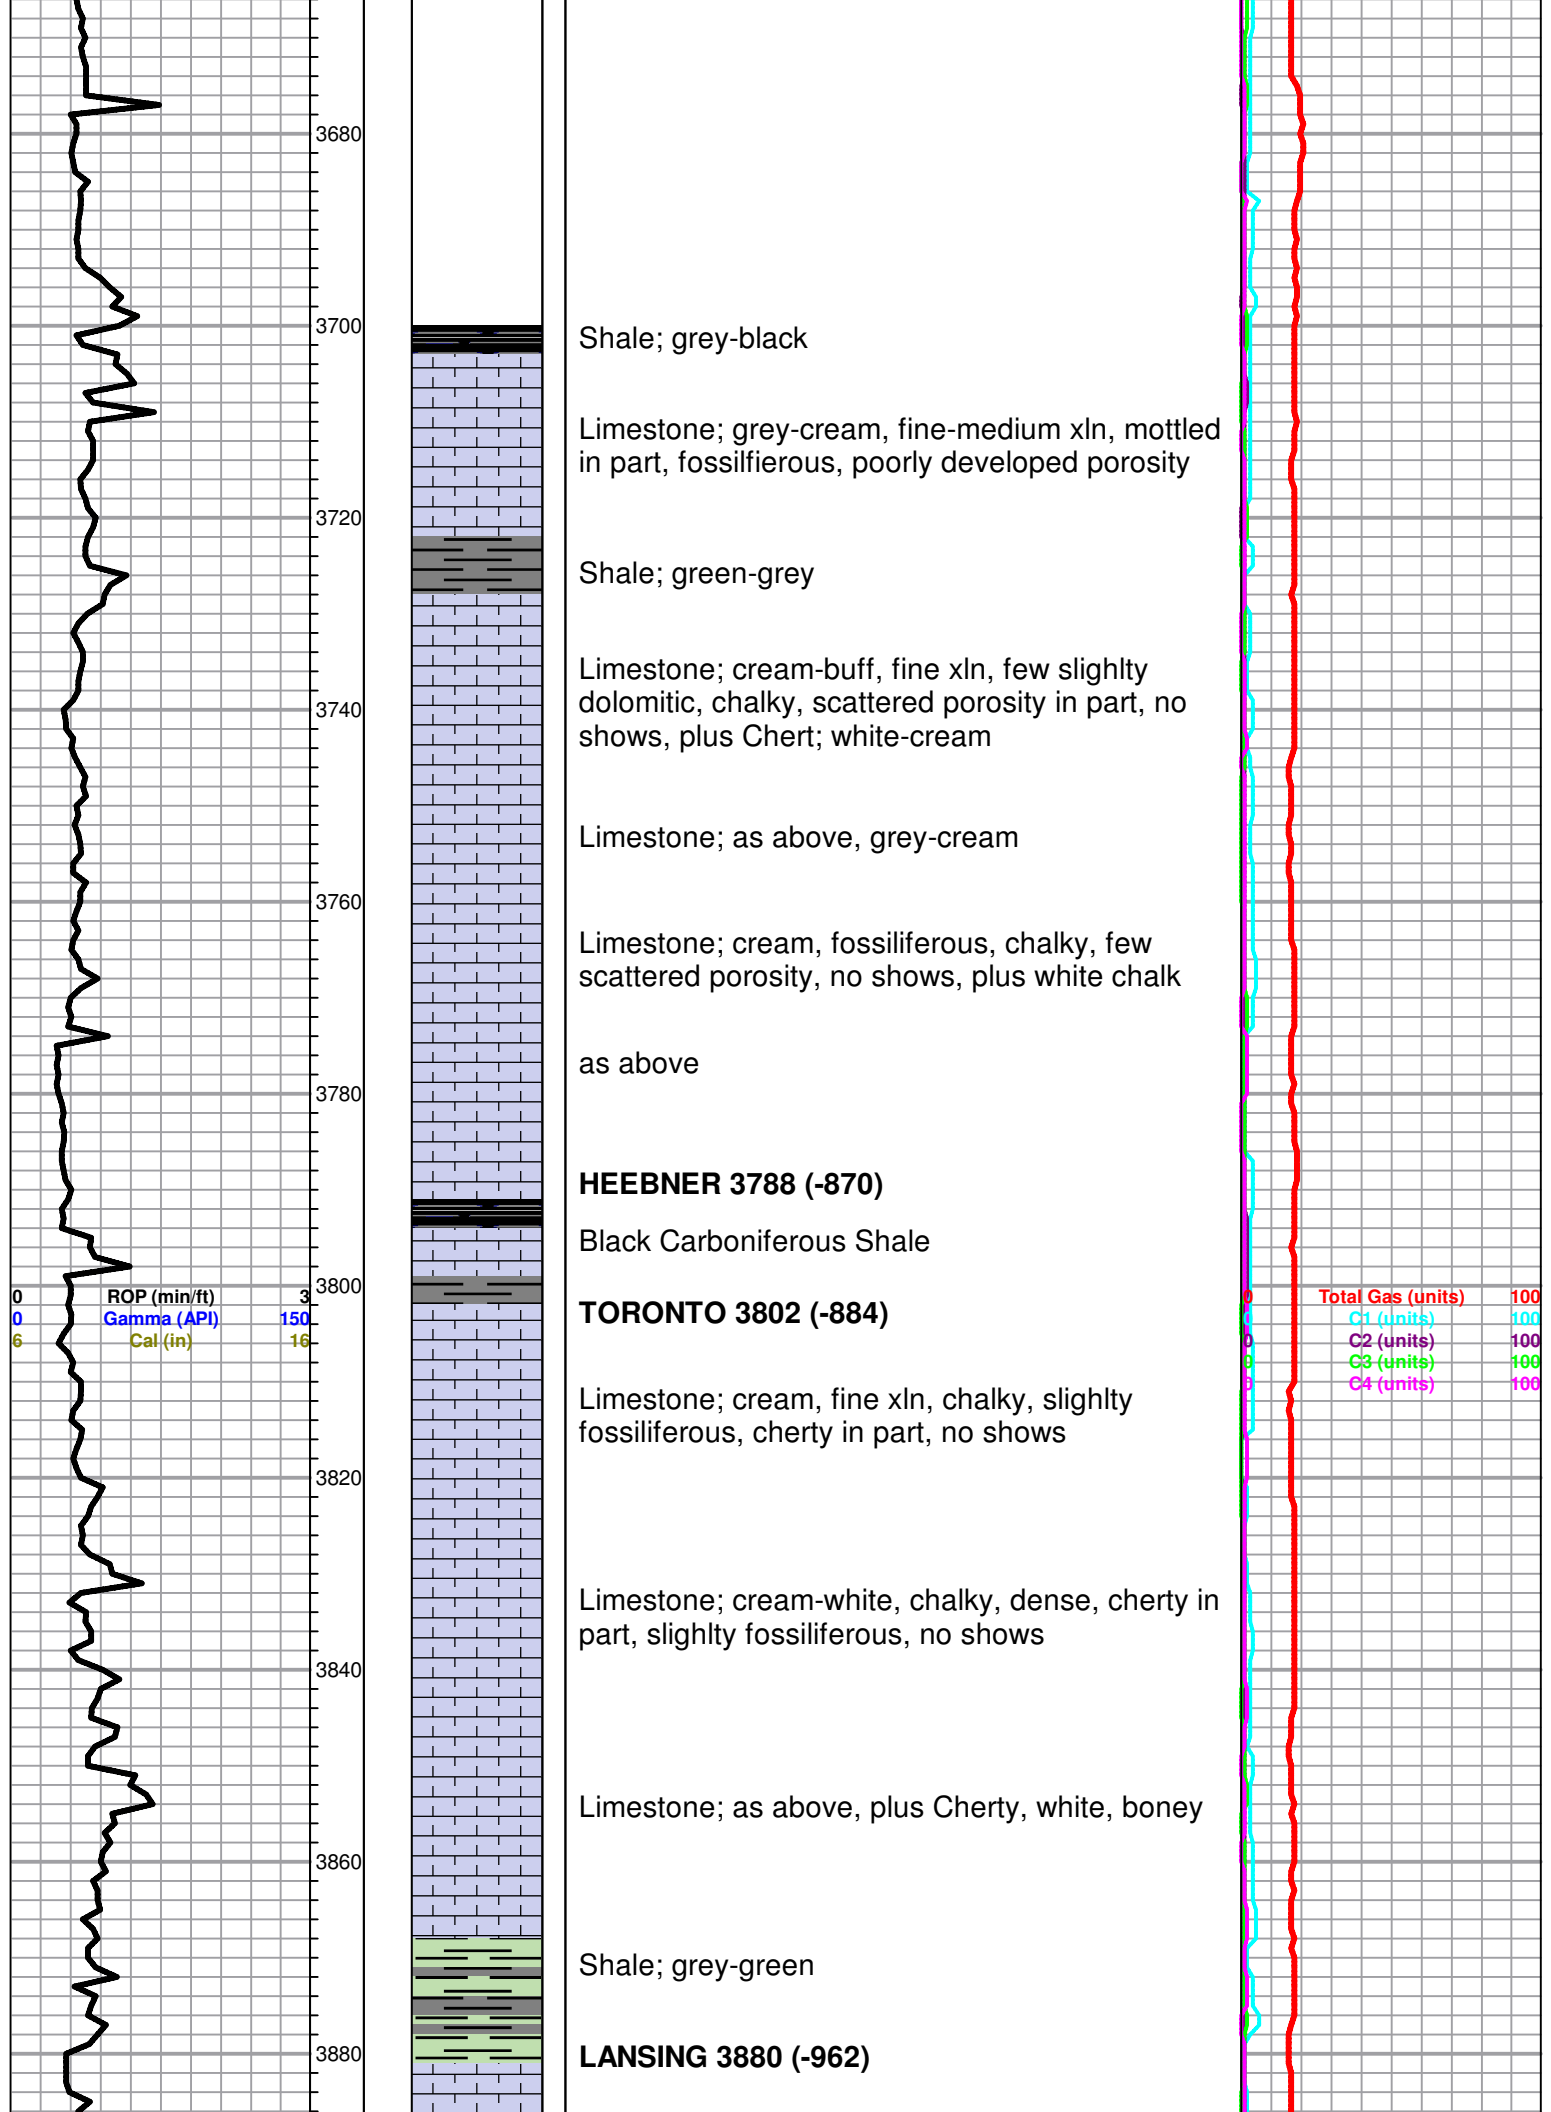 3680
3700
Shale; grey-black
Limestone; grey-cream, fine-medium xln, mottled
in part, fossilfierous, poorly developed porosity
3720
Shale; green-grey
Limestone; cream-buff, fine xln, few slighlty
dolomitic, chalky, scattered porosity in part, no
shows, plus Chert; white-cream
3740
Limestone; as above, grey-cream
3760
Limestone; cream, fossiliferous, chalky, few
scattered porosity, no shows, plus white chalk
as above
3780
HEEBNER 3788 (-870)
Black Carboniferous Shale
3800
0 ROP (min/ft) 3
0 Gamma (API) 150
6 Cal (in) 16
TORONTO 3802 (-884)
0 Total Gas (units) 100
0 C1 (units) 100
0 C2 (units) 100
0 C3 (units) 100
0 C4 (units) 100
Limestone; cream, fine xln, chalky, slighlty
fossiliferous, cherty in part, no shows
3820
Limestone; cream-white, chalky, dense, cherty in
part, slighlty fossiliferous, no shows
3840
Limestone; as above, plus Cherty, white, boney
3860
Shale; grey-green
3880
LANSING 3880 (-962)